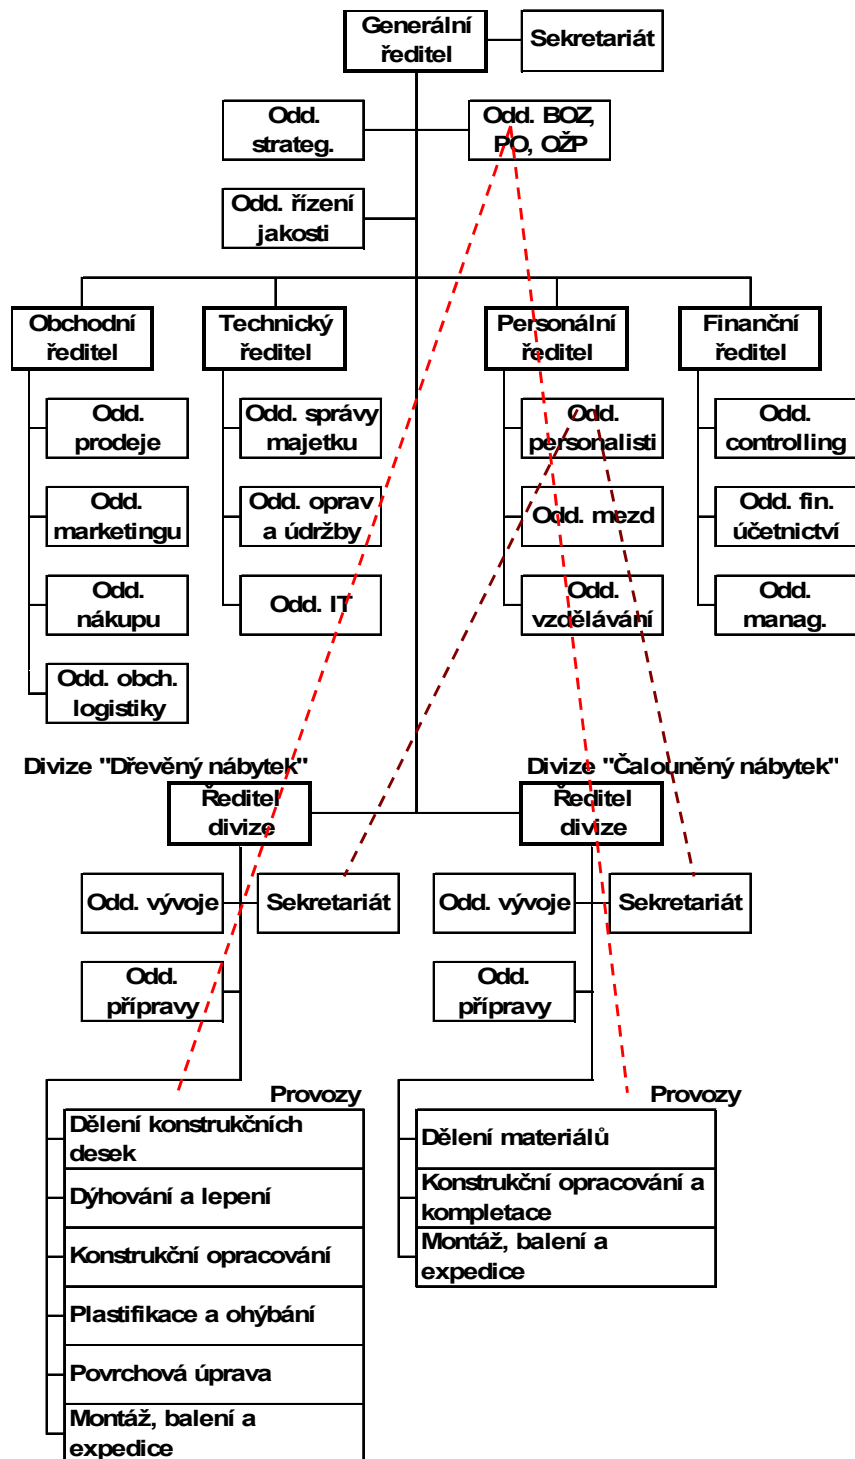 Generální
ředitel
Sekretariát
Odd.
strateg.
Odd. BOZ,
PO, OŽP
Odd. řízení
jakosti
Obchodní
ředitel
Technický
ředitel
Personální
ředitel
Finanční
ředitel
Odd.
prodeje
Odd.
marketingu
Odd.
nákupu
Odd. obch.
logistiky
Odd. správy
majetku
Odd. oprav
a údržby
Odd. IT
Odd.
personalisti
Odd. mezd
Odd.
vzdělávání
Odd.
controlling
Odd. fin.
účetnictví
Odd.
manag.
Divize "Dřevěný nábytek"
Ředitel
divize
Odd. vývoje
Sekretariát
Odd.
přípravy
Provozy
Dělení konstrukčních
desek
Dýhování a lepení
Konstrukční opracování
Plastifikace a ohýbání
Povrchová úprava
Montáž, balení a
expedice
Divize "Čalouněný nábytek"
Ředitel
divize
Odd. vývoje
Sekretariát
Odd.
přípravy
Provozy
Dělení materiálů
Konstrukční opracování a
kompletace
Montáž, balení a
expedice